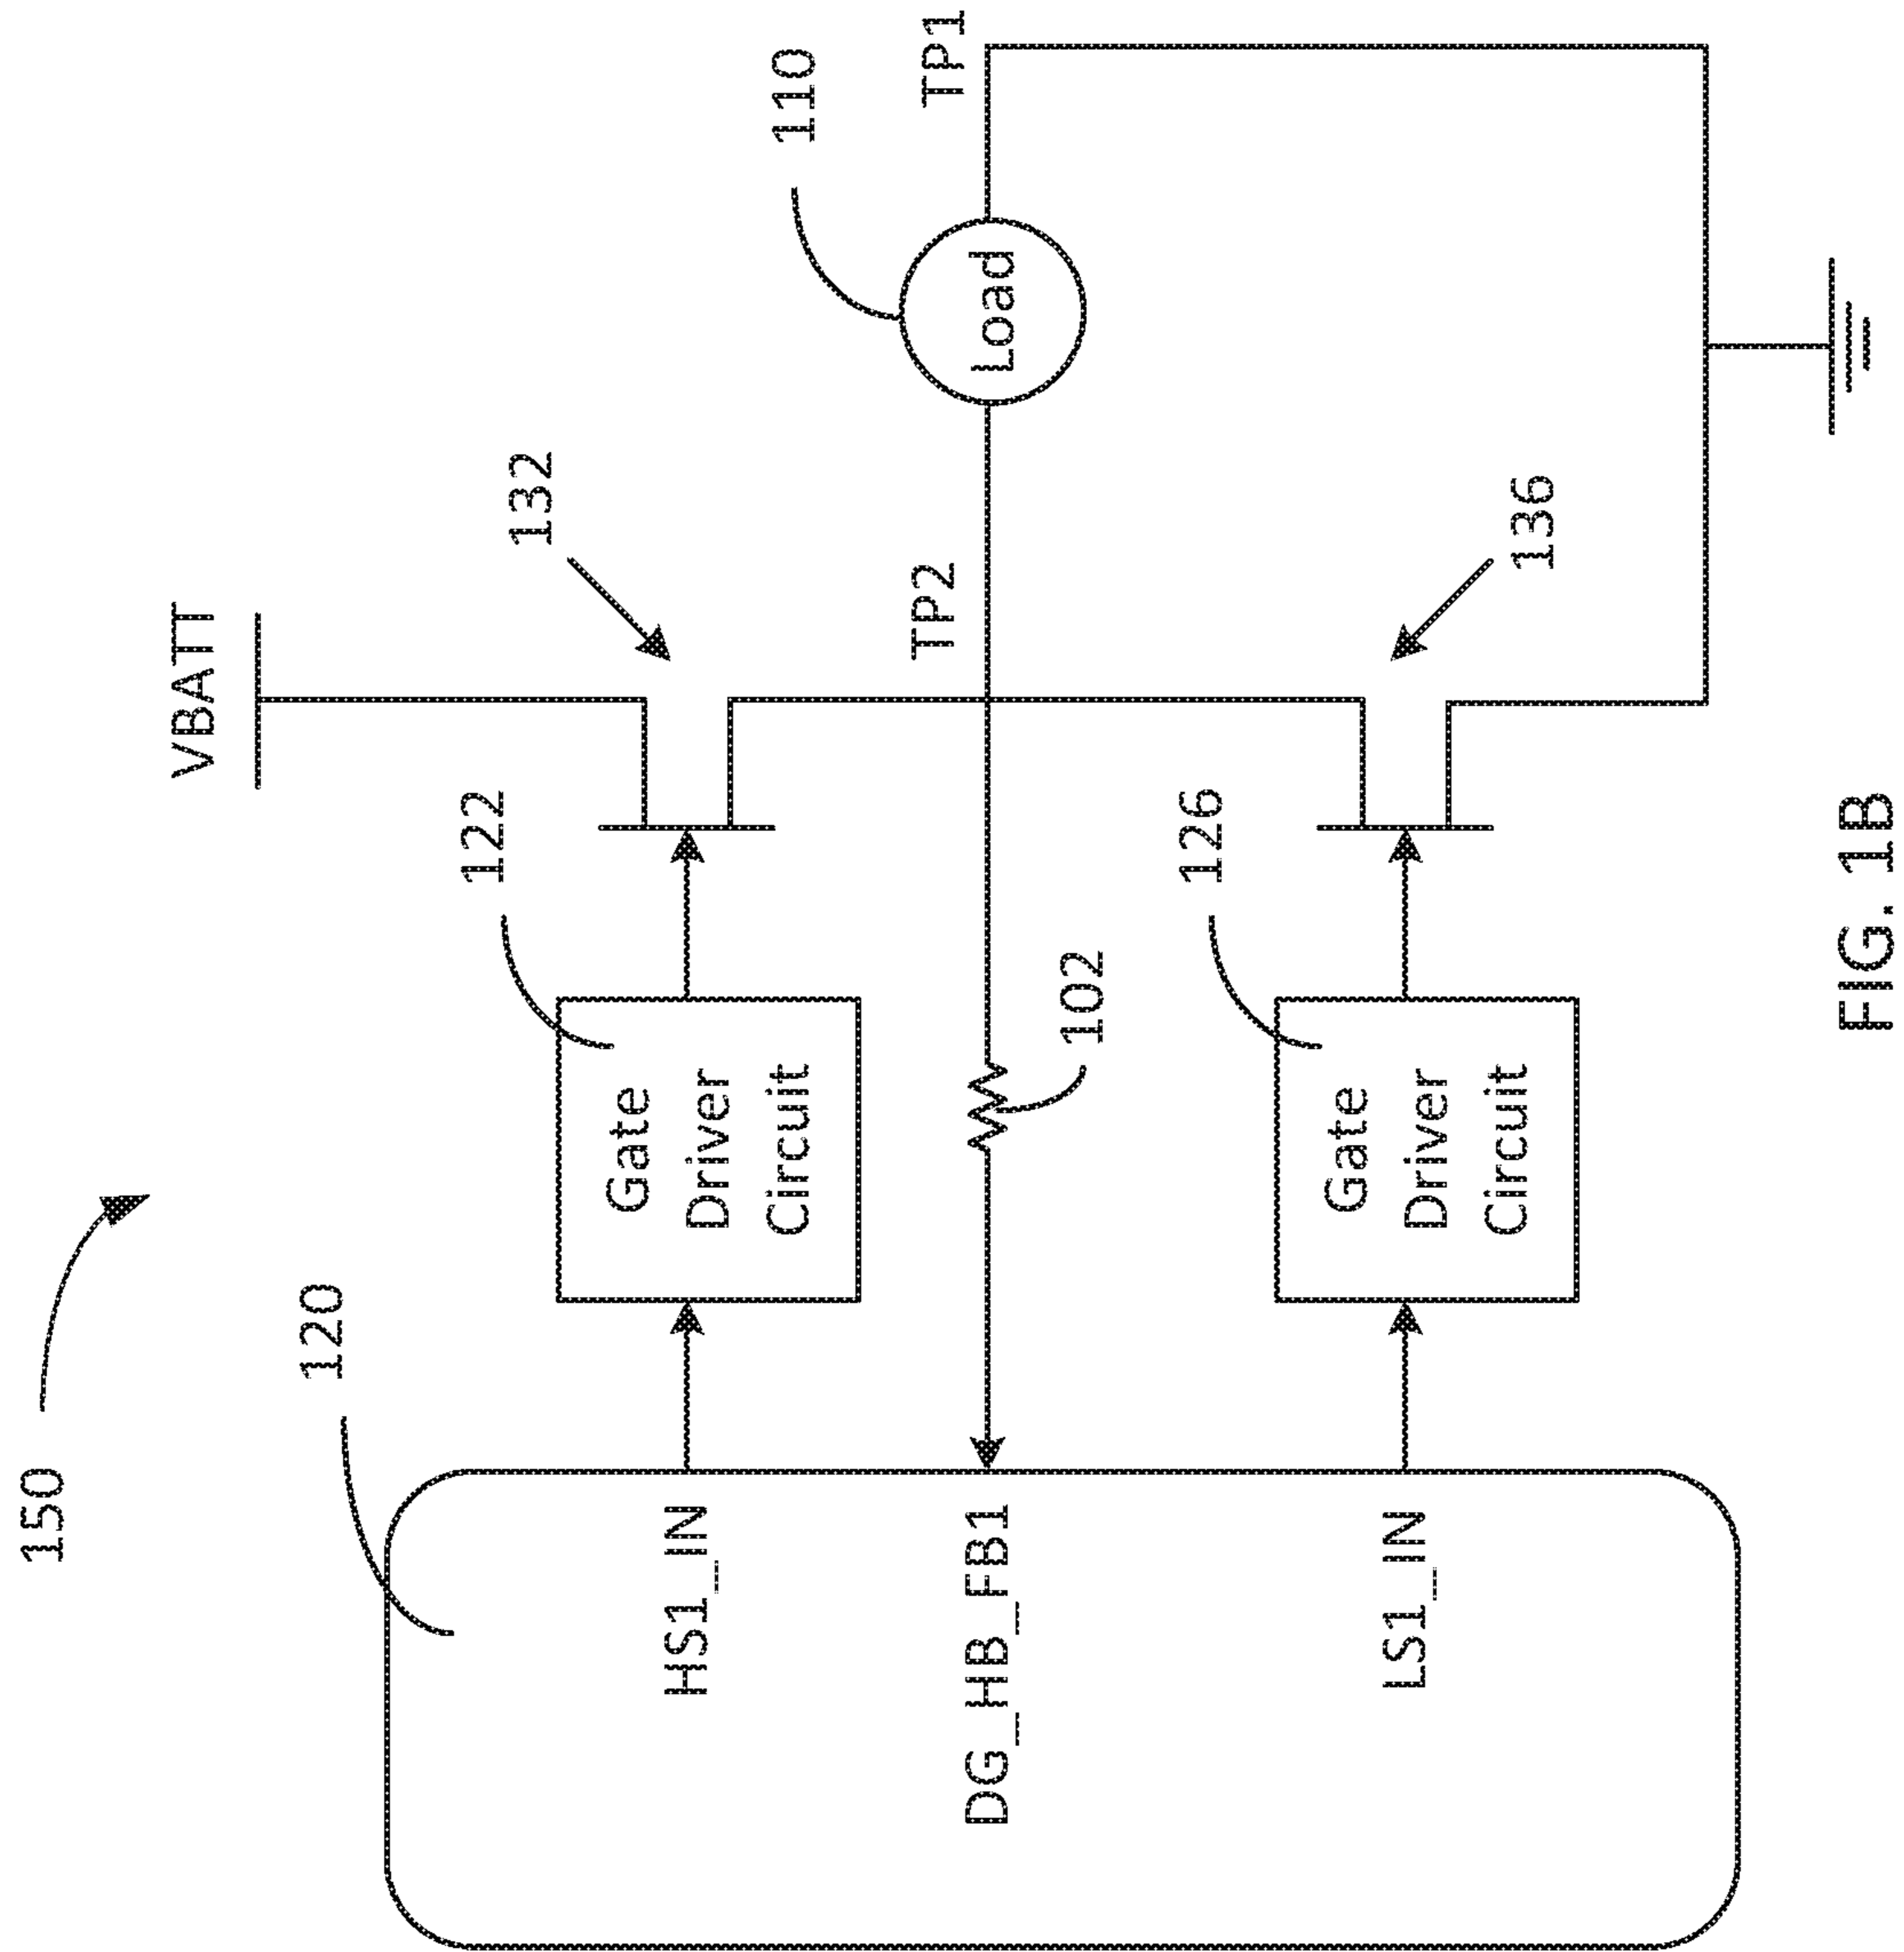 150
120
VBATT
132
122
HS1_IN
Gate
Driver
Circuit
110
TP2
TP1
DG_HB_FB1
Load
102
126
136
LS1_IN
Gate
Driver
Circuit
FIG. 1B